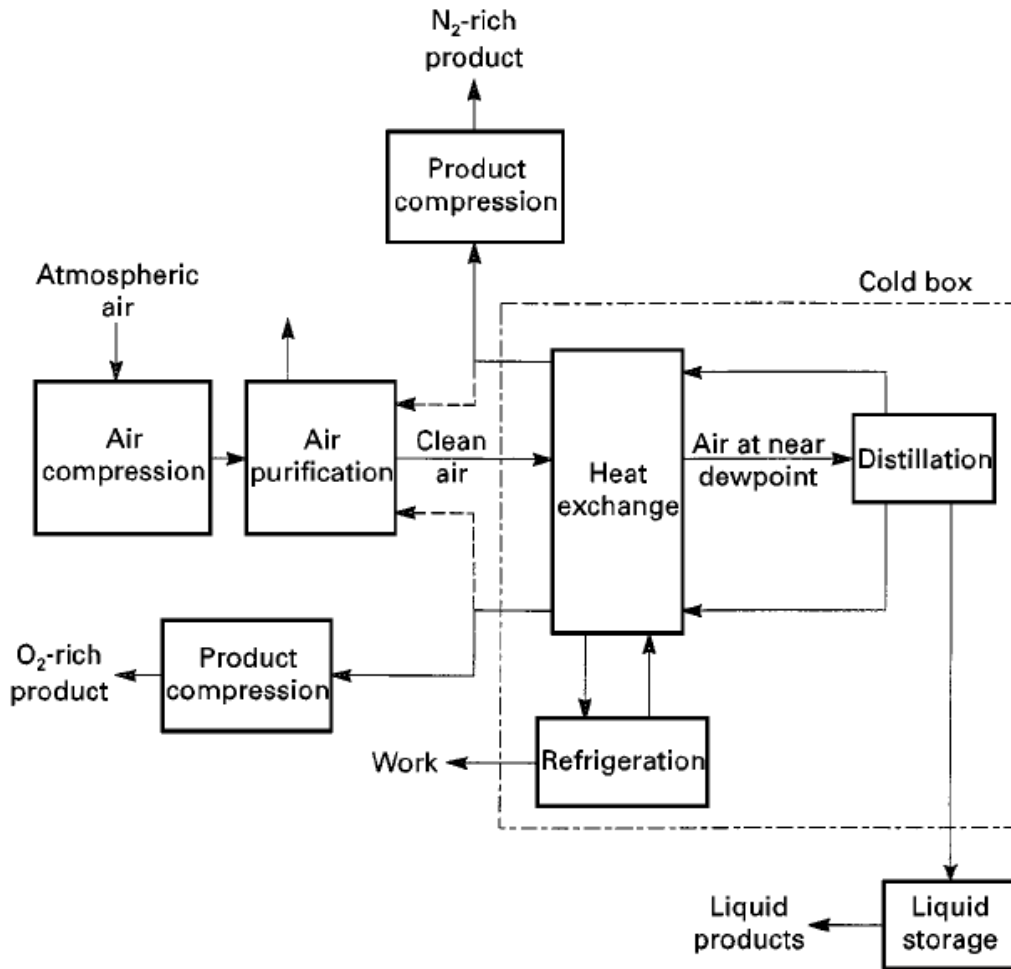 N₂-rich
product
Product
compression
Atmospheric
air
Cold box
Air
compression
Air
purification
Clean
air
Heat
exchange
Air at near
dewpoint
Distillation
O₂-rich
product
Product
compression
Work
Refrigeration
Liquid
products
Liquid
storage